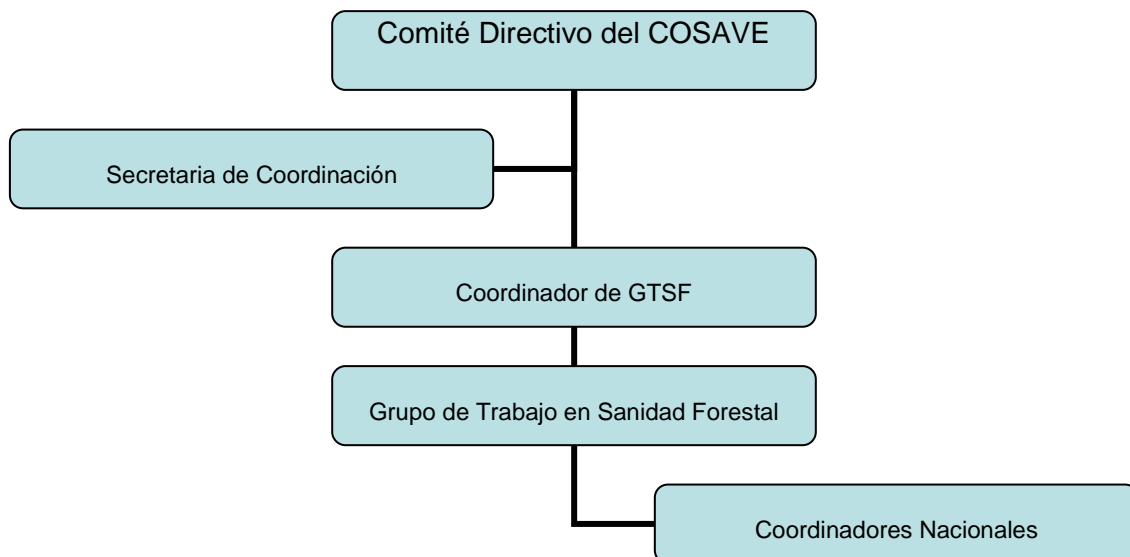 Comité Directivo del COSAVE
Secretaria de Coordinación
Coordinador de GTSF
Grupo de Trabajo en Sanidad Forestal
Coordinadores Nacionales